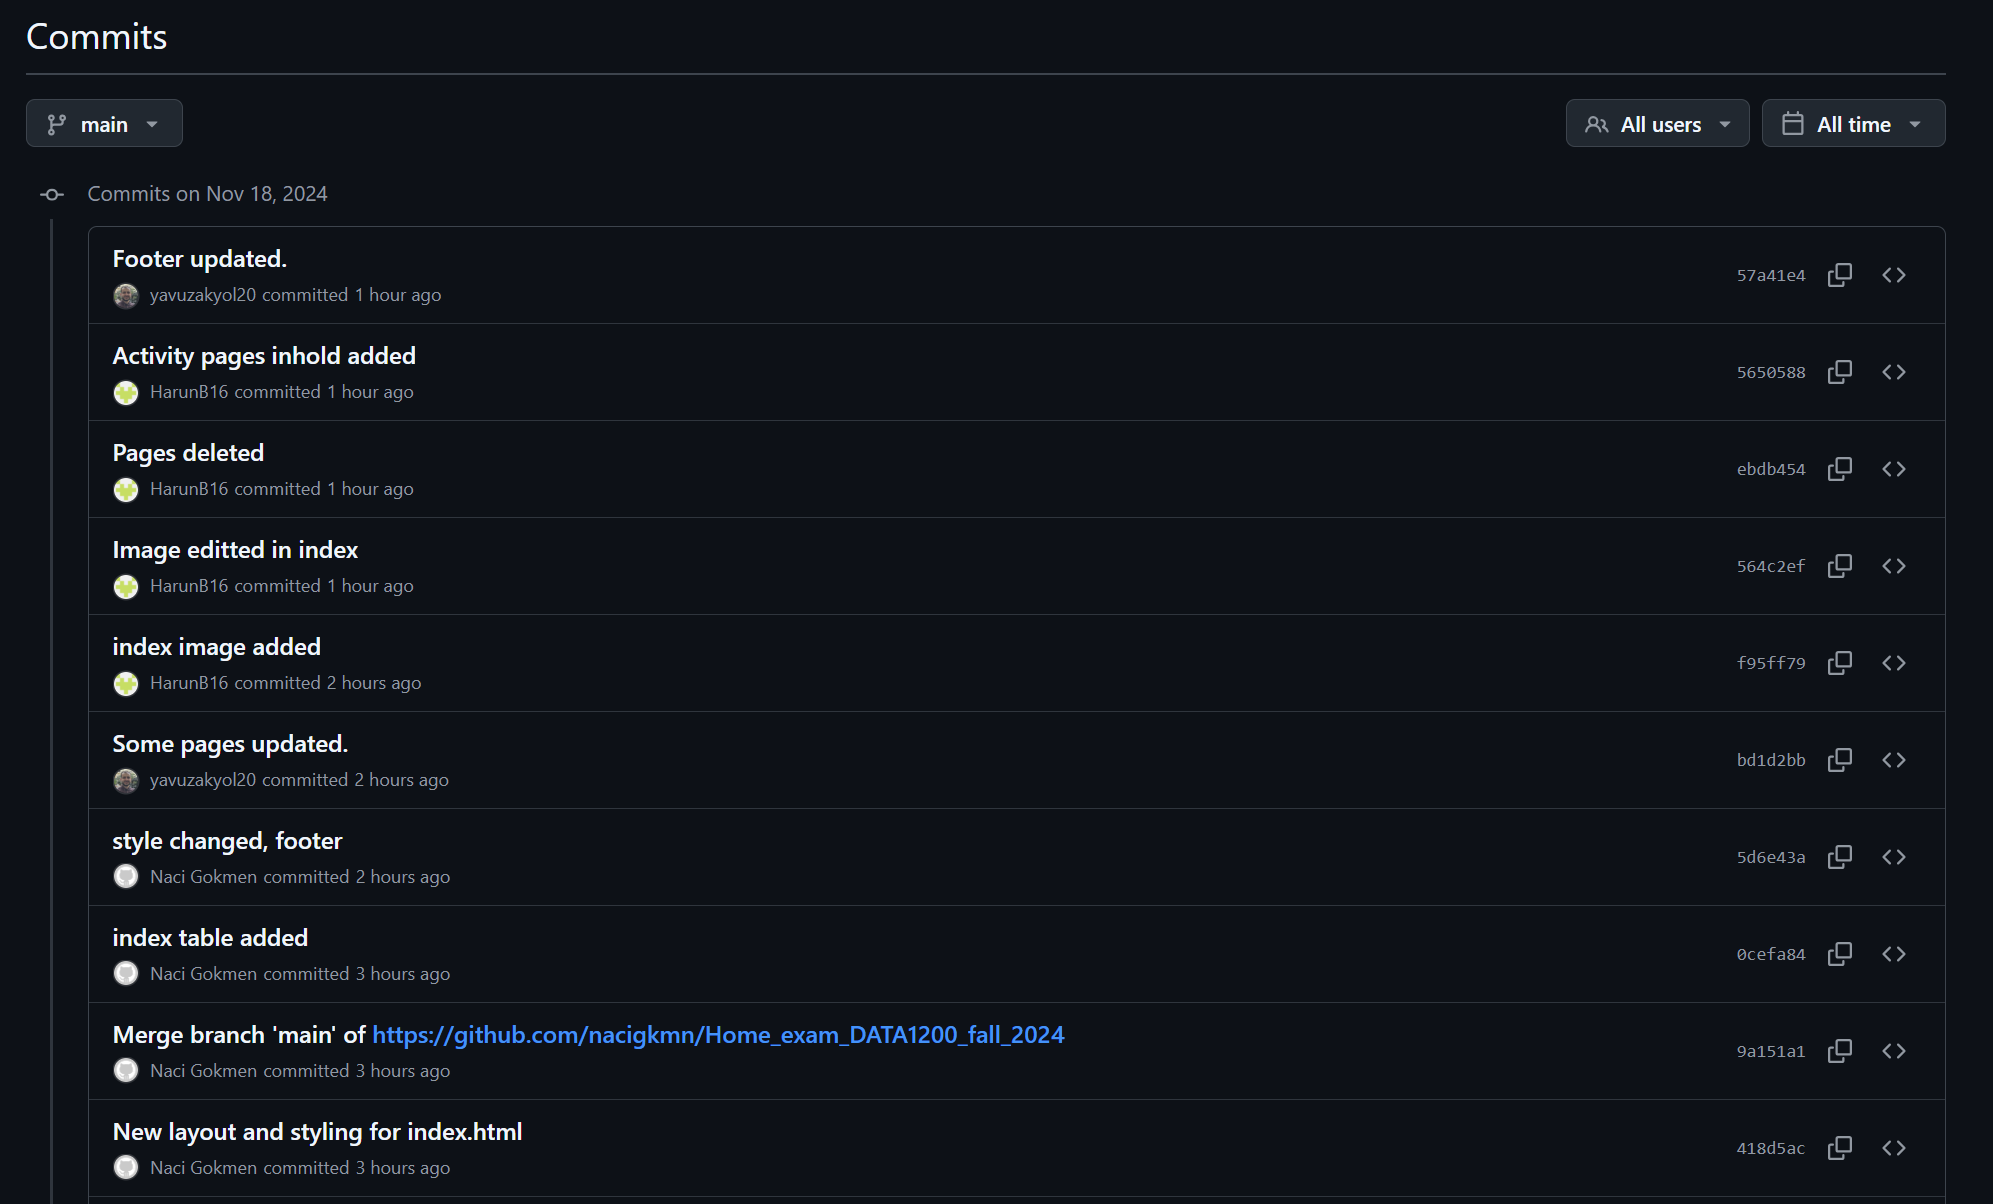 Commits
main
All users
All time
Commits on Nov 18, 2024
Footer updated.
yavuzakyol20 committed 1 hour ago
57a41e4
Activity pages inhold added
HarunB16 committed 1 hour ago
5650588
Pages deleted
HarunB16 committed 1 hour ago
ebdb454
Image editted in index
HarunB16 committed 1 hour ago
564c2ef
index image added
HarunB16 committed 2 hours ago
f95ff79
Some pages updated.
yavuzakyol20 committed 2 hours ago
bd1d2bb
style changed, footer
Naci Gokmen committed 2 hours ago
5d6e43a
index table added
Naci Gokmen committed 3 hours ago
0cefa84
Merge branch 'main' of https://github.com/nacigkmn/Home_exam_DATA1200_fall_2024
Naci Gokmen committed 3 hours ago
9a151a1
New layout and styling for index.html
Naci Gokmen committed 3 hours ago
418d5ac